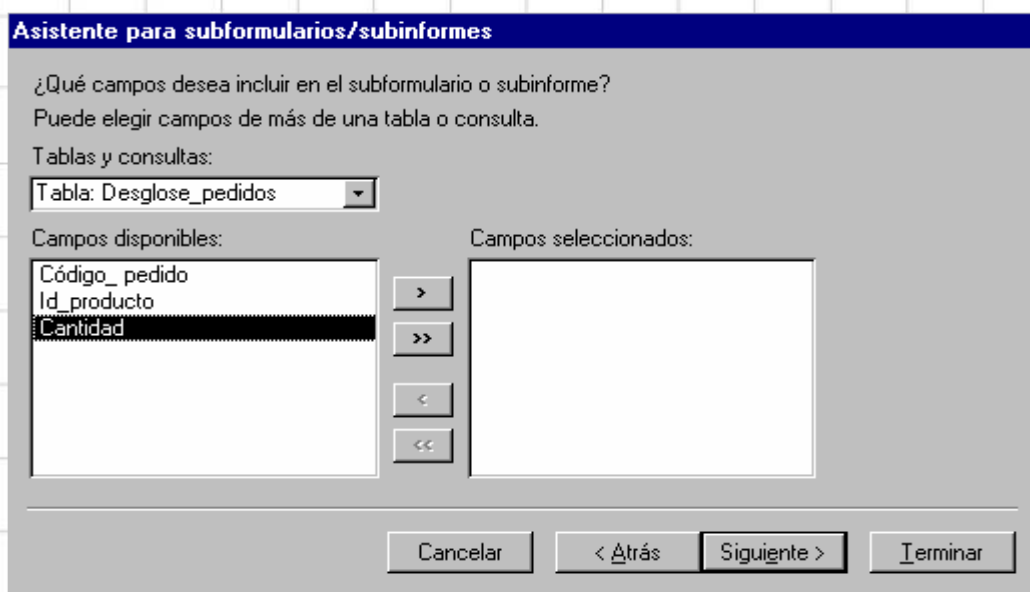 Asistente para subformularios/subinformes
¿Qué campos desea incluir en el subformulario o subinforme?
Puede elegir campos de más de una tabla o consulta.
Tablas y consultas:
Tabla: Desglose_pedidos
Campos disponibles:
Código_ pedido
Id_producto
Cantidad
>
>>
<
<<
Campos seleccionados:
Cancelar
< Atrás
Siguiente >
Terminar